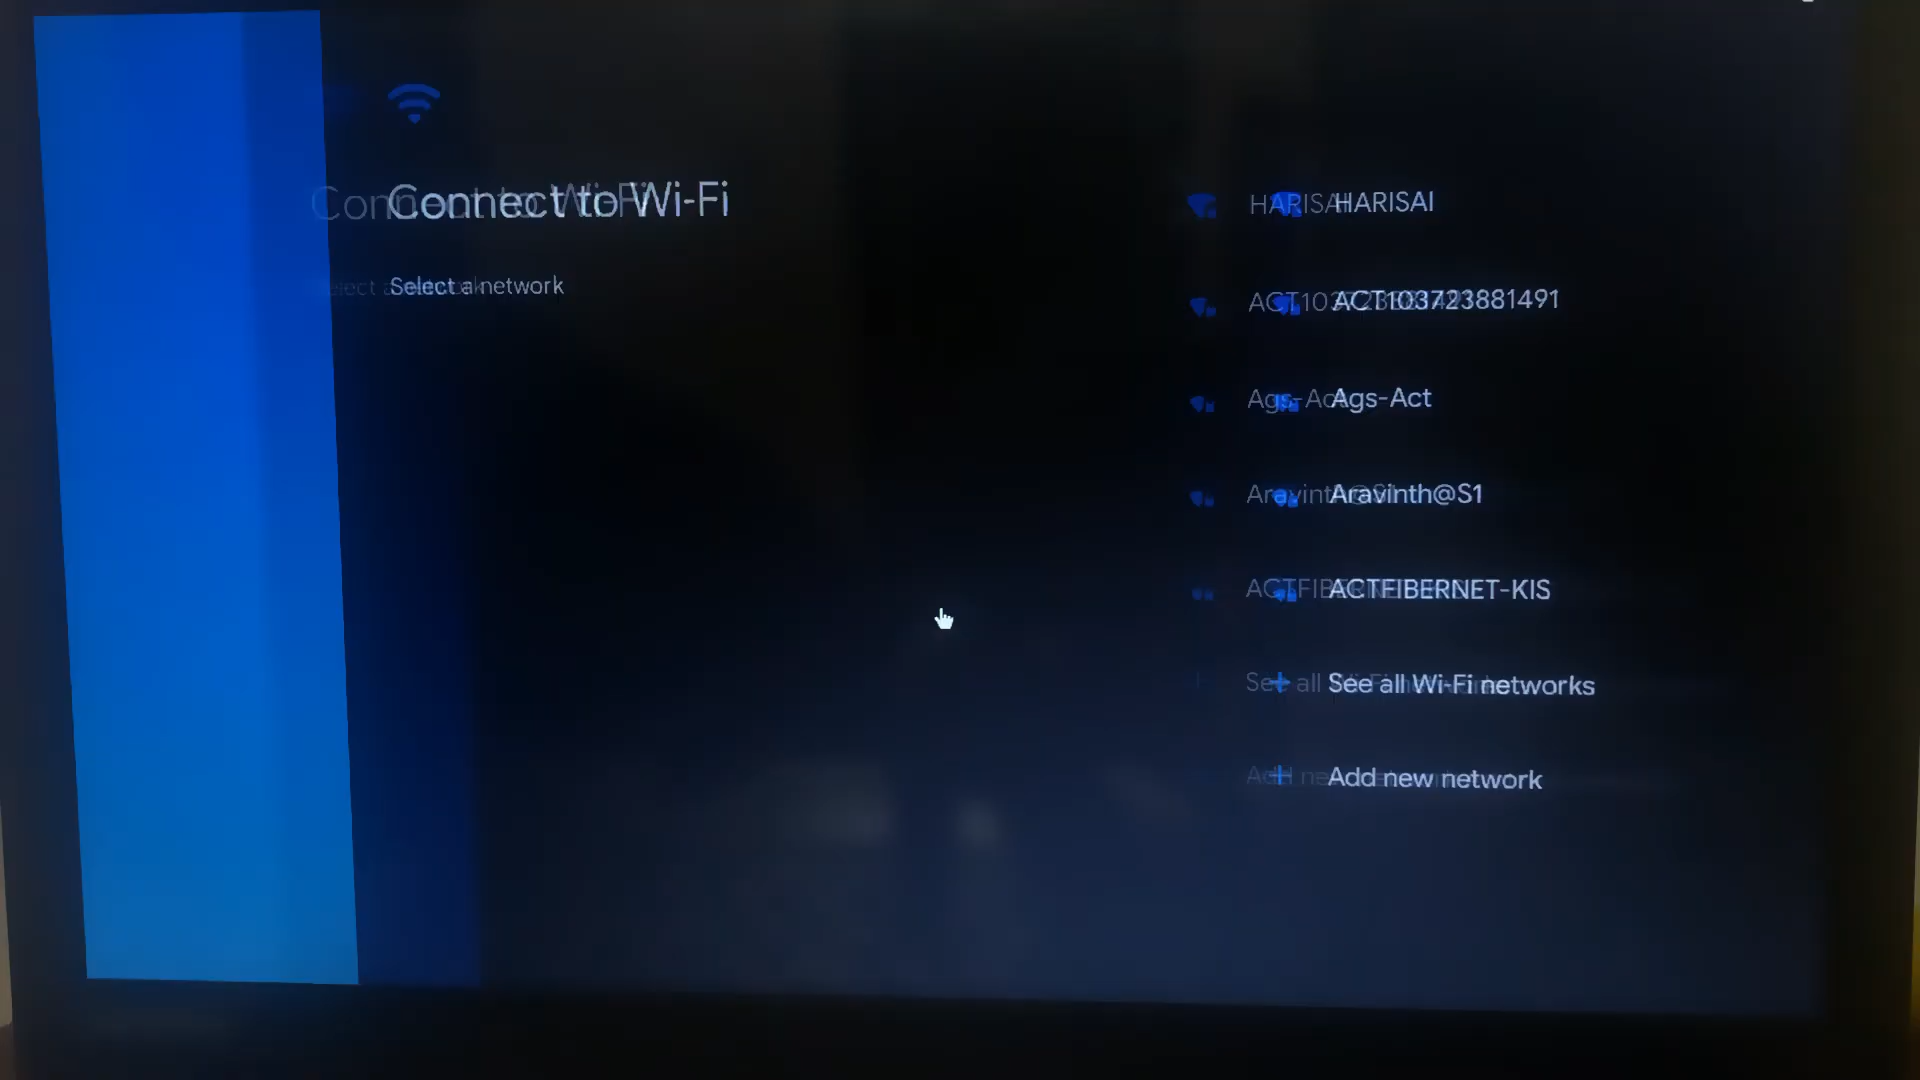 Connect to Wi-Fi
Select a network
HARISAI
ACT103723881491
Ags-Act
Aravinth@S1
ACTFIBERNET-KIS
See all Wi-Fi networks
Add new network